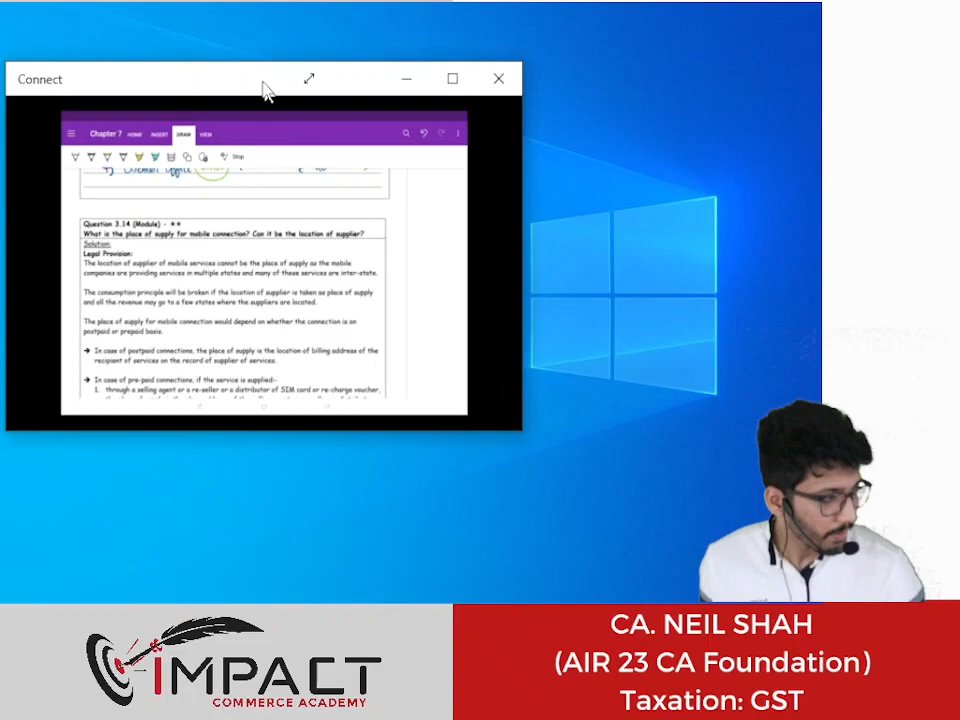 Connect
Chapter 7 HOME INSERT DRAW VIEW
Stop
Question 3.14 (Module) - **
What is the place of supply for mobile connection? Can it be the location of supplier?
Solution:
Legal Provision:
The location of supplier of mobile services cannot be the place of supply as the mobile
companies are providing services in multiple states and many of these services are inter-state.
The consumption principle will be broken if the location of supplier is taken as place of supply
and all the revenue may go to a few states where the suppliers are located.
The place of supply for mobile connection would depend on whether the connection is on
postpaid or prepaid basis.
➔ In case of postpaid connections, the place of supply is the location of billing address of the
recipient of services on the record of supplier of services.
➔ In case of pre-paid connections, if the service is supplied:-
1. through a selling agent or a re-seller or a distributor of SIM card or re-charge voucher,
IMPACT
COMMERCE ACADEMY
CA. NEIL SHAH
(AIR 23 CA Foundation)
Taxation: GST